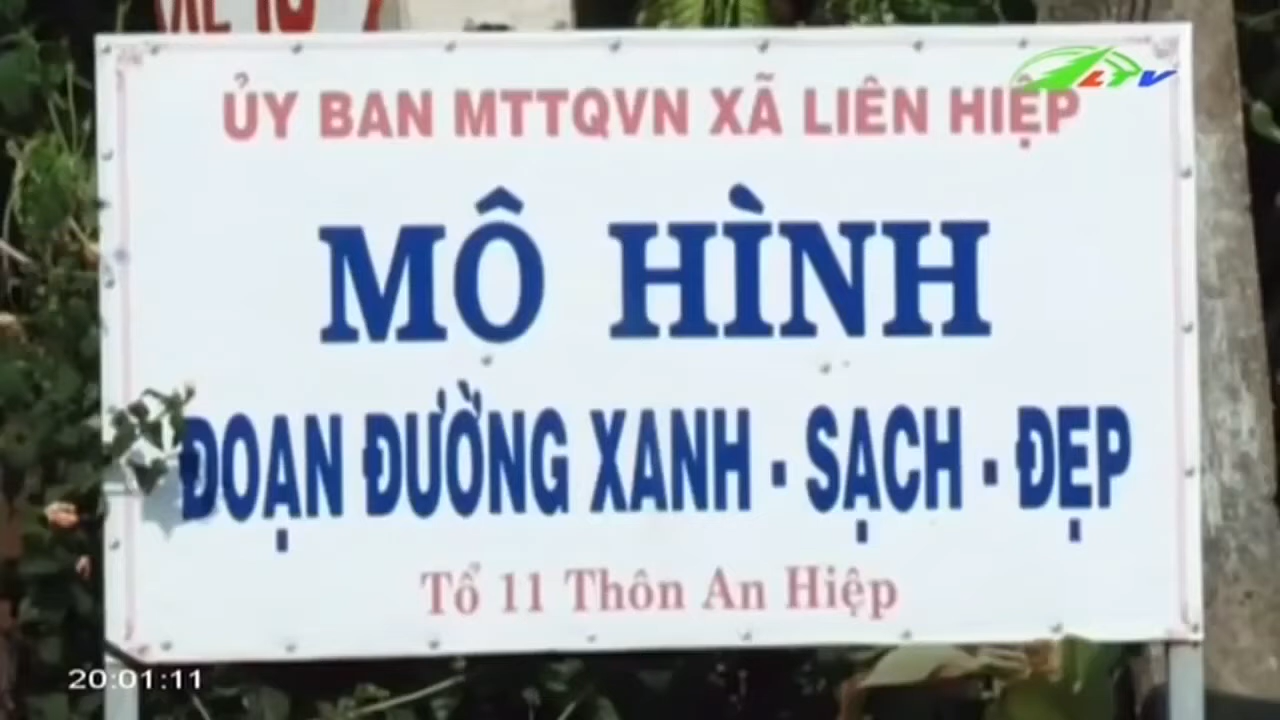 LTV
ỦY BAN MTTQVN XÃ LIÊN HIỆP
MÔ HÌNH
ĐOẠN ĐƯỜNG XANH - SẠCH - ĐẸP
Tổ 11 Thôn An Hiệp
20:01:11